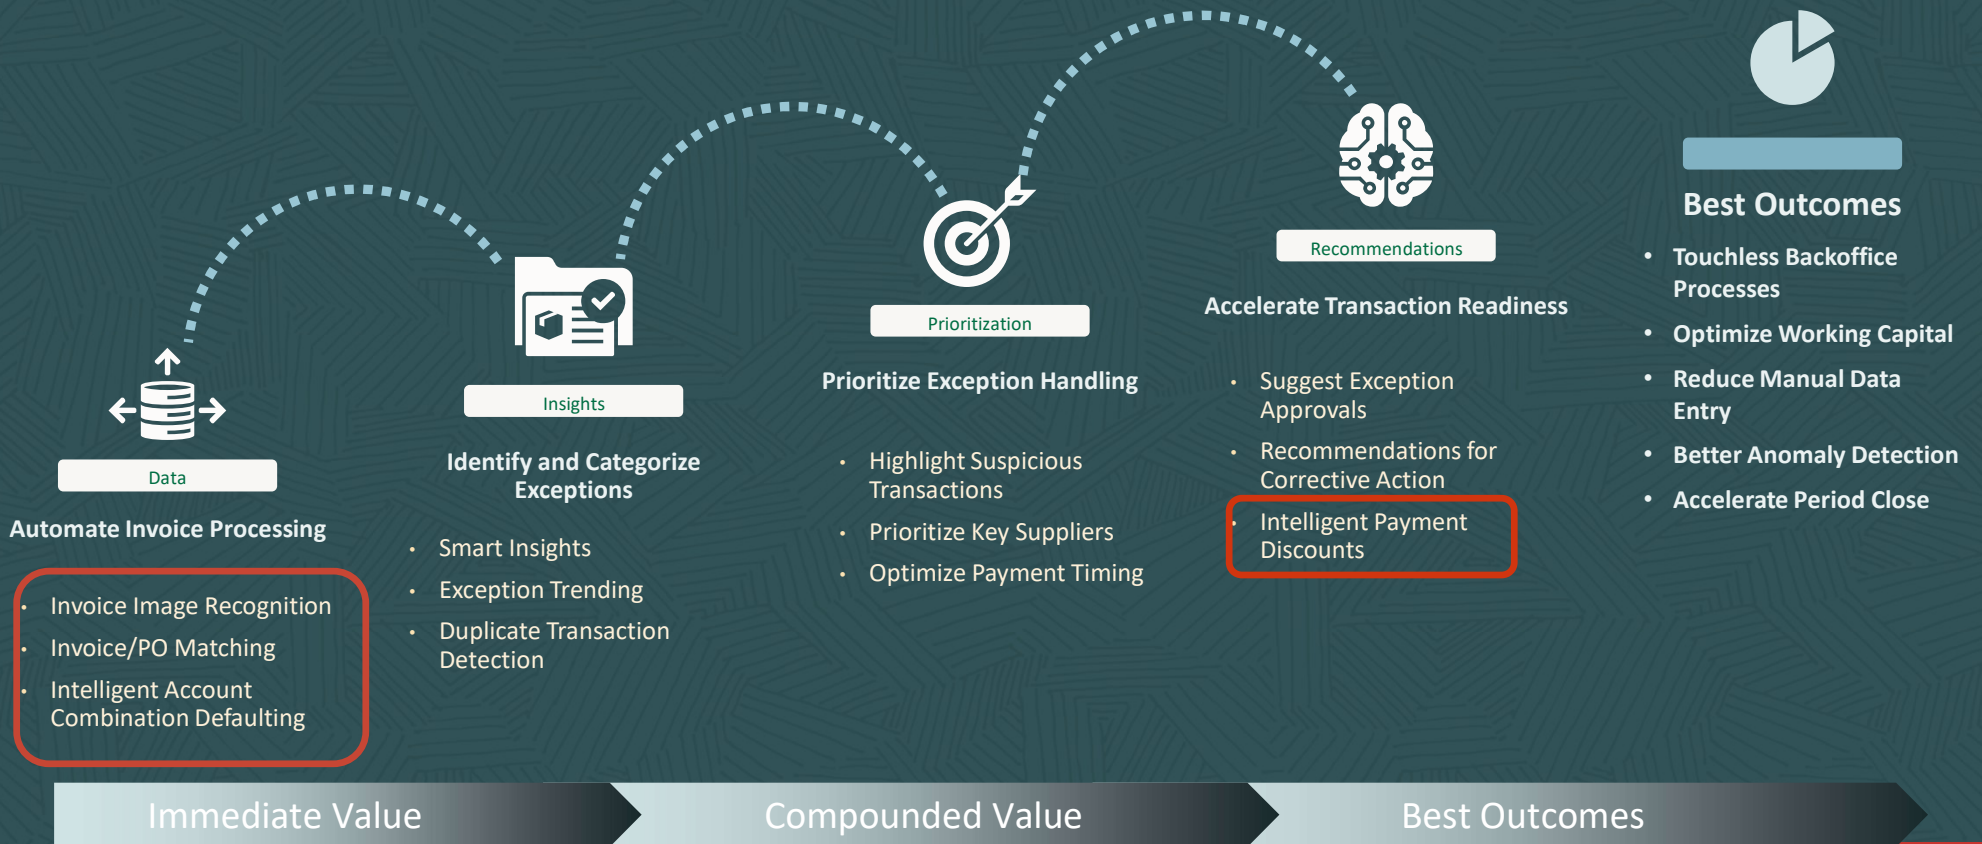 Data
Automate Invoice Processing
Invoice Image Recognition
Invoice/PO Matching
Intelligent Account
Combination Defaulting
Insights
Identify and Categorize
Exceptions
Smart Insights
Exception Trending
Duplicate Transaction
Detection
Prioritization
Prioritize Exception Handling
Highlight Suspicious
Transactions
Prioritize Key Suppliers
Optimize Payment Timing
Recommendations
Accelerate Transaction Readiness
Suggest Exception
Approvals
Recommendations for
Corrective Action
Intelligent Payment
Discounts
Best Outcomes
Touchless Backoffice
Processes
Optimize Working Capital
Reduce Manual Data
Entry
Better Anomaly Detection
Accelerate Period Close
Immediate Value
Compounded Value
Best Outcomes